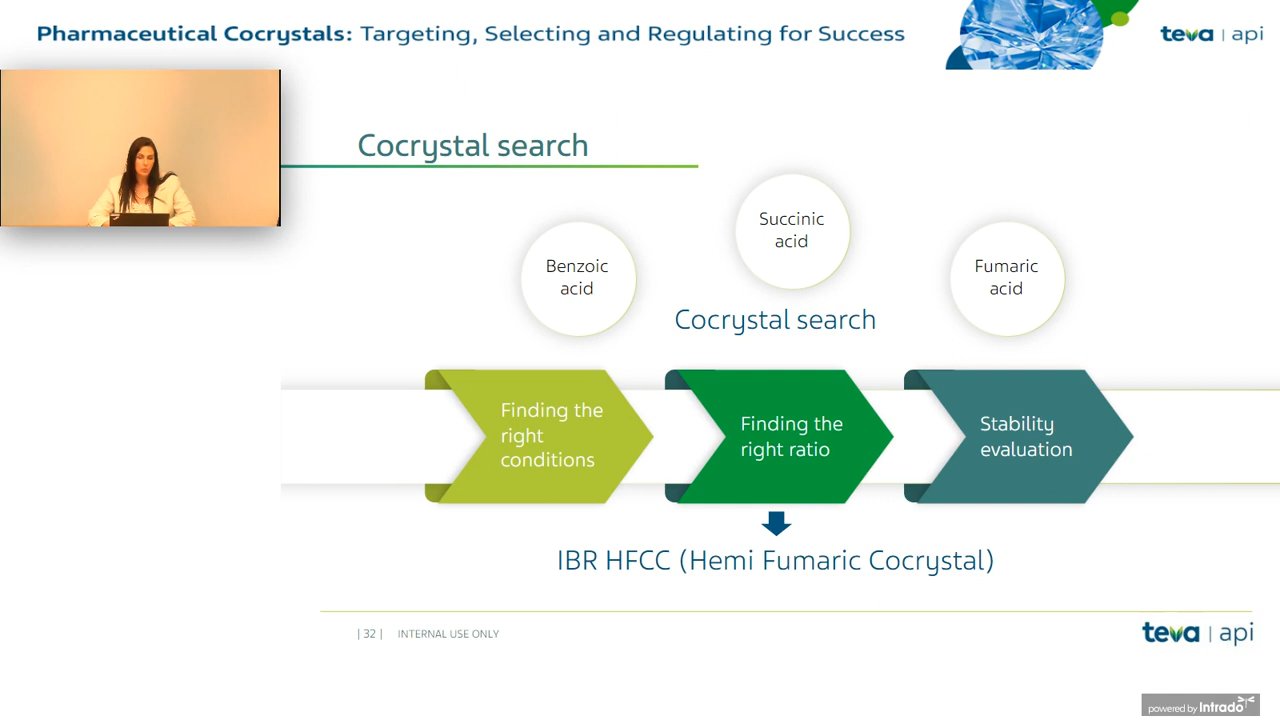 Pharmaceutical Cocrystals: Targeting, Selecting and Regulating for Success
teva | api
Cocrystal search
Succinic
acid
Benzoic
acid
Fumaric
acid
Cocrystal search
Finding the
right
conditions
Finding the
right ratio
Stability
evaluation
IBR HFCC (Hemi Fumaric Cocrystal)
| 32 | INTERNAL USE ONLY
teva | api
powered by Intrado